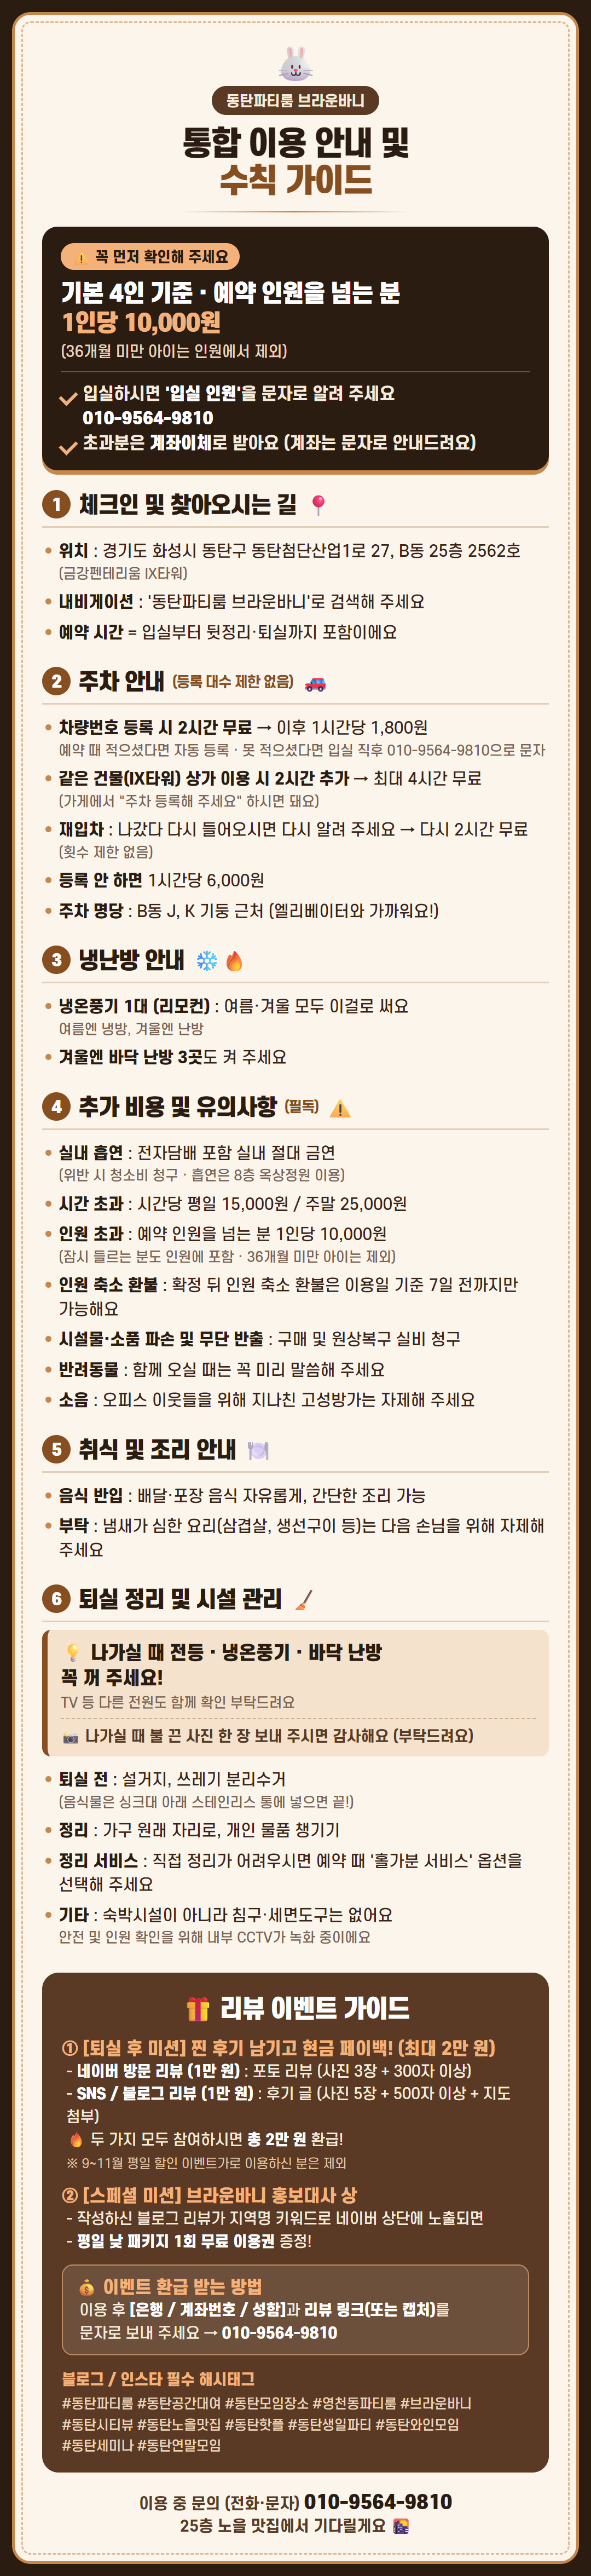 동탄파티룸 브라운바니
통합 이용 안내 및
수칙 가이드
⚠️ 꼭 먼저 확인해 주세요
기본 4인 기준 · 예약 인원을 넘는 분
1인당 10,000원
(36개월 미만 아이는 인원에서 제외)
입실하시면 '입실 인원'을 문자로 알려 주세요
010-9564-9810
초과분은 계좌이체로 받아요 (계좌는 문자로 안내드려요)
1 체크인 및 찾아오시는 길 📍
• 위치 : 경기도 화성시 동탄구 동탄첨단산업1로 27, B동 25층 2562호
(금강펜테리움 IX타워)
• 내비게이션 : '동탄파티룸 브라운바니'로 검색해 주세요
• 예약 시간 = 입실부터 뒷정리·퇴실까지 포함이에요
2 주차 안내 (등록 대수 제한 없음) 🚗
• 차량번호 등록 시 2시간 무료 → 이후 1시간당 1,800원
예약 때 적으셨다면 자동 등록 · 못 적으셨다면 입실 직후 010-9564-9810으로 문자
• 같은 건물(IX타워) 상가 이용 시 2시간 추가 → 최대 4시간 무료
(가게에서 "주차 등록해 주세요" 하시면 돼요)
• 재입차 : 나갔다 다시 들어오시면 다시 알려 주세요 → 다시 2시간 무료
(횟수 제한 없음)
• 등록 안 하면 1시간당 6,000원
• 주차 명당 : B동 J, K 기둥 근처 (엘리베이터와 가까워요!)
3 냉난방 안내 ❄️🔥
• 냉온풍기 1대 (리모컨) : 여름·겨울 모두 이걸로 써요
여름엔 냉방, 겨울엔 난방
• 겨울엔 바닥 난방 3곳도 켜 주세요
4 추가 비용 및 유의사항 (필독) ⚠️
• 실내 흡연 : 전자담배 포함 실내 절대 금연
(위반 시 청소비 청구 · 흡연은 8층 옥상정원 이용)
• 시간 초과 : 시간당 평일 15,000원 / 주말 25,000원
• 인원 초과 : 예약 인원을 넘는 분 1인당 10,000원
(잠시 들르는 분도 인원에 포함 · 36개월 미만 아이는 제외)
• 인원 축소 환불 : 확정 뒤 인원 축소 환불은 이용일 기준 7일 전까지만
가능해요
• 시설물·소품 파손 및 무단 반출 : 구매 및 원상복구 실비 청구
• 반려동물 : 함께 오실 때는 꼭 미리 말씀해 주세요
• 소음 : 오피스 이웃들을 위해 지나친 고성방가는 자제해 주세요
5 취식 및 조리 안내 🍽️
• 음식 반입 : 배달·포장 음식 자유롭게, 간단한 조리 가능
• 부탁 : 냄새가 심한 요리(삼겹살, 생선구이 등)는 다음 손님을 위해 자제해
주세요
6 퇴실 정리 및 시설 관리 🧹
💡 나가실 때 전등 · 냉온풍기 · 바닥 난방
꼭 꺼 주세요!
TV 등 다른 전원도 함께 확인 부탁드려요
📷 나가실 때 불 끈 사진 한 장 보내 주시면 감사해요 (부탁드려요)
• 퇴실 전 : 설거지, 쓰레기 분리수거
(음식물은 싱크대 아래 스테인리스 통에 넣으면 끝!)
• 정리 : 가구 원래 자리로, 개인 물품 챙기기
• 정리 서비스 : 직접 정리가 어려우시면 예약 때 '홀가분 서비스' 옵션을
선택해 주세요
• 기타 : 숙박시설이 아니라 침구·세면도구는 없어요
안전 및 인원 확인을 위해 내부 CCTV가 녹화 중이에요
🎁 리뷰 이벤트 가이드
① [퇴실 후 미션] 찐 후기 남기고 현금 페이백! (최대 2만 원)
- 네이버 방문 리뷰 (1만 원) : 포토 리뷰 (사진 3장 + 300자 이상)
- SNS / 블로그 리뷰 (1만 원) : 후기 글 (사진 5장 + 500자 이상 + 지도
첨부)
🔥 두 가지 모두 참여하시면 총 2만 원 환급!
※ 9~11월 평일 할인 이벤트가로 이용하신 분은 제외
② [스페셜 미션] 브라운바니 홍보대사 상
- 작성하신 블로그 리뷰가 지역명 키워드로 네이버 상단에 노출되면
- 평일 낮 패키지 1회 무료 이용권 증정!
💰 이벤트 환급 받는 방법
이용 후 [은행 / 계좌번호 / 성함]과 리뷰 링크(또는 캡처)를
문자로 보내 주세요 → 010-9564-9810
블로그 / 인스타 필수 해시태그
#동탄파티룸 #동탄공간대여 #동탄모임장소 #영천동파티룸 #브라운바니
#동탄시티뷰 #동탄노을맛집 #동탄핫플 #동탄생일파티 #동탄와인모임
#동탄세미나 #동탄연말모임
이용 중 문의 (전화·문자) 010-9564-9810
25층 노을 맛집에서 기다릴게요 🌇